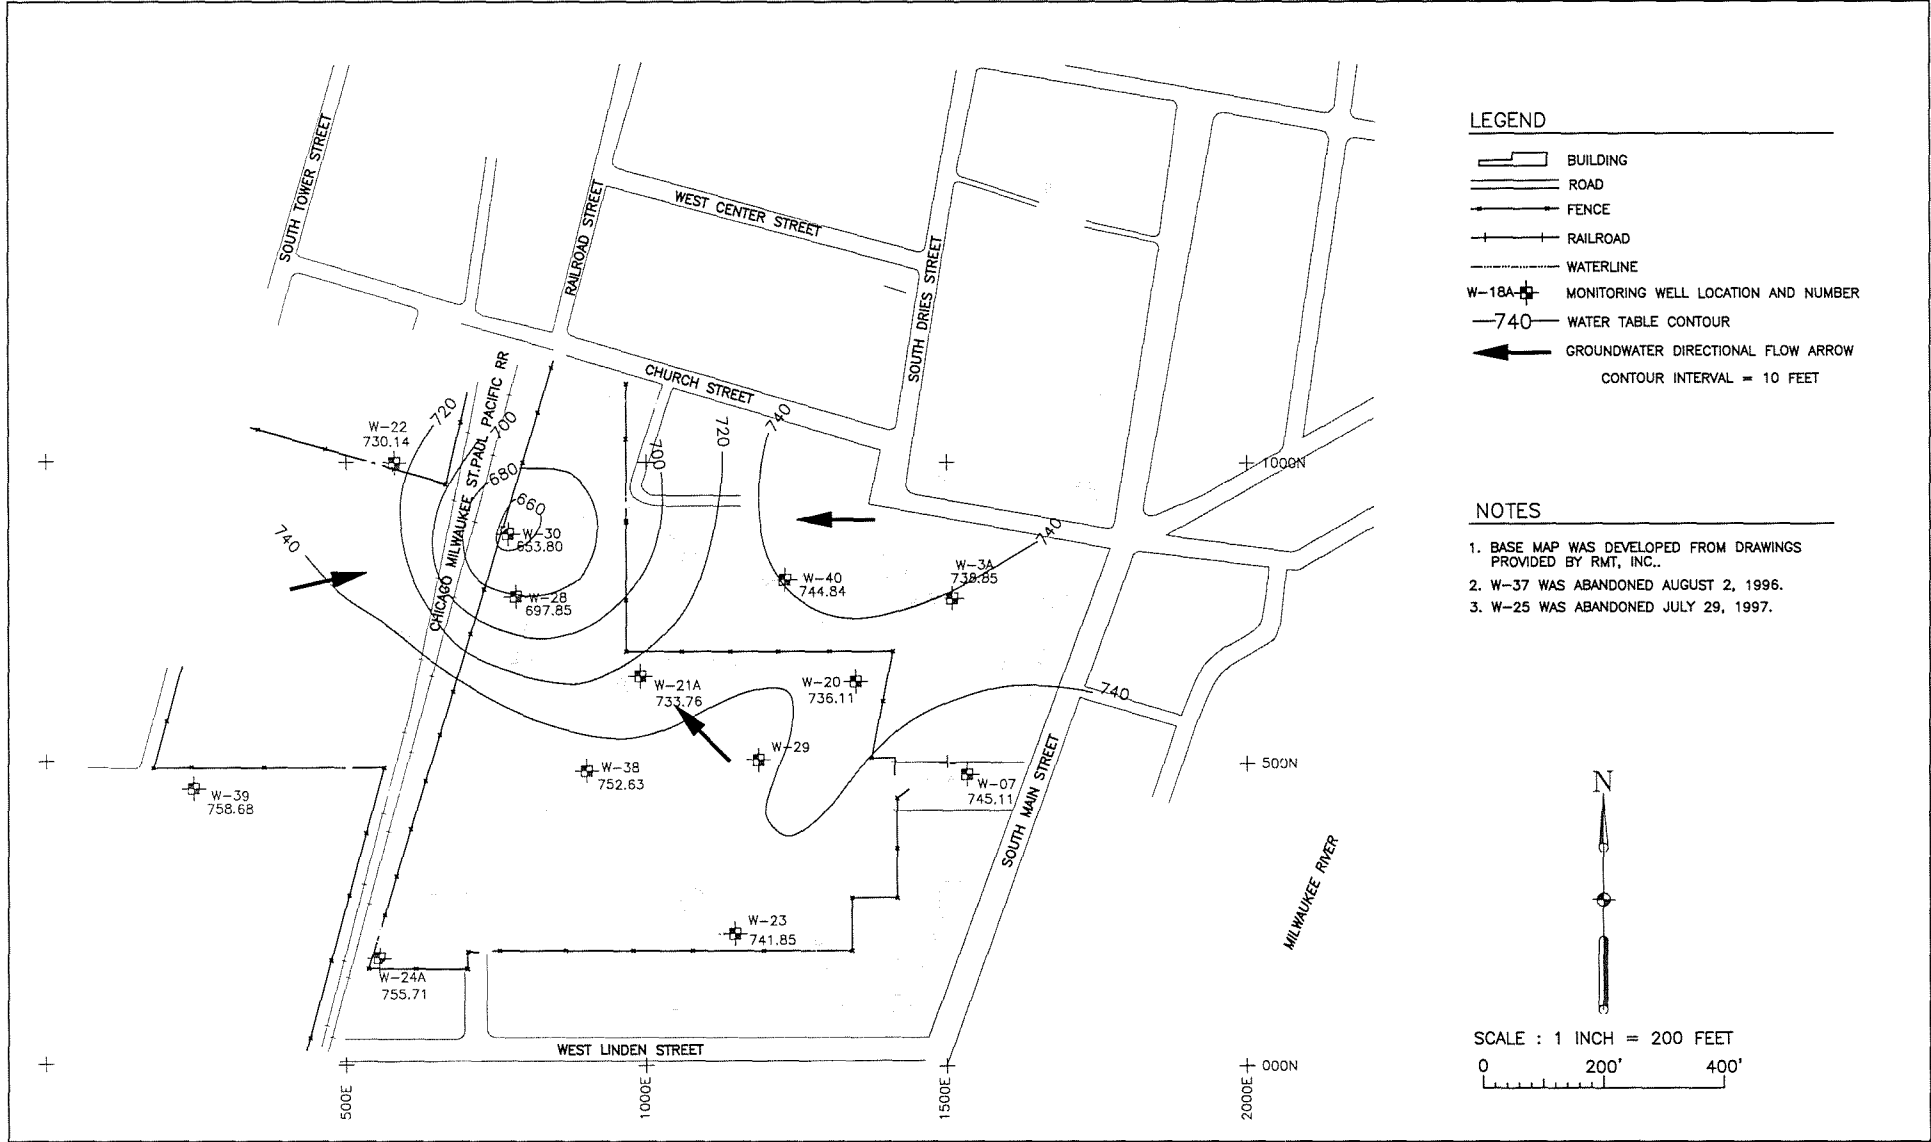 SOUTH TOWER STREET
RAILROAD STREET
WEST CENTER STREET
SOUTH DRIES STREET
CHURCH STREET
CHICAGO MILWAUKEE ST.PAUL PACIFIC RR
720
700
680
660
700
720
740
740
740
740
W-22
730.14
W-30
653.80
W-28
697.85
W-40
744.84
W-3A
739.85
W-21A
733.76
W-20
736.11
W-29
W-38
752.63
W-07
745.11
W-39
758.68
W-23
741.85
W-24A
755.71
SOUTH MAIN STREET
MILWAUKEE RIVER
WEST LINDEN STREET
1000N
500N
000N
500E
1000E
1500E
2000E
LEGEND
BUILDING
ROAD
FENCE
RAILROAD
WATERLINE
W-18A MONITORING WELL LOCATION AND NUMBER
740 WATER TABLE CONTOUR
GROUNDWATER DIRECTIONAL FLOW ARROW
CONTOUR INTERVAL = 10 FEET
NOTES
1. BASE MAP WAS DEVELOPED FROM DRAWINGS
PROVIDED BY RMT, INC..
2. W-37 WAS ABANDONED AUGUST 2, 1996.
3. W-25 WAS ABANDONED JULY 29, 1997.
N
SCALE : 1 INCH = 200 FEET
0 200' 400'